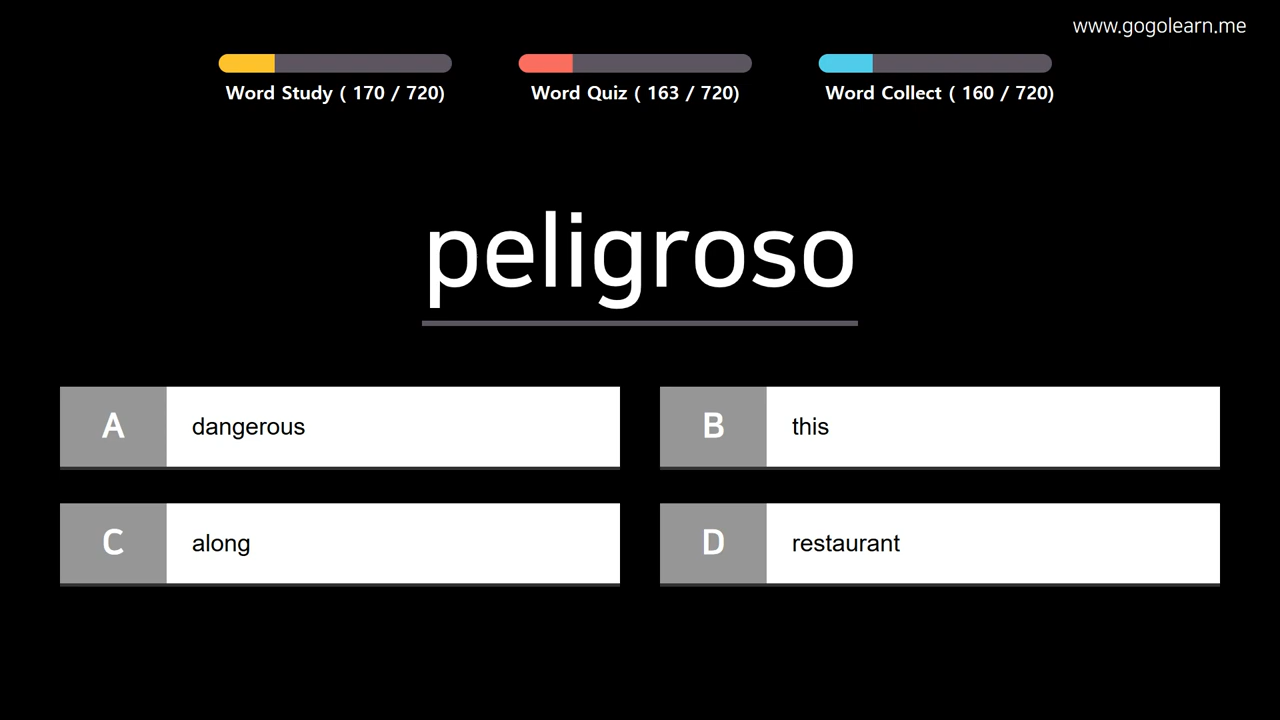 www.gogolearn.me
Word Study ( 170 / 720)
Word Quiz ( 163 / 720)
Word Collect ( 160 / 720)
peligroso
A dangerous
B this
C along
D restaurant